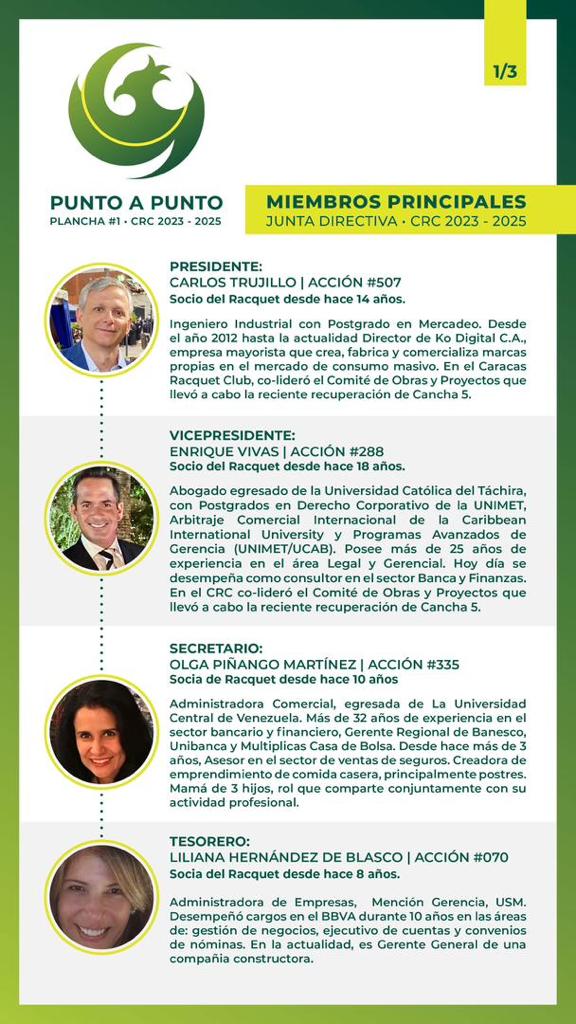 1/3
PUNTO A PUNTO
PLANCHA #1 • CRC 2023 - 2025
MIEMBROS PRINCIPALES
JUNTA DIRECTIVA • CRC 2023 - 2025
PRESIDENTE:
CARLOS TRUJILLO | ACCIÓN #507
Socio del Racquet desde hace 14 años.
Ingeniero Industrial con Postgrado en Mercadeo. Desde
el año 2012 hasta la actualidad Director de Ko Digital C.A.,
empresa mayorista que crea, fabrica y comercializa marcas
propias en el mercado de consumo masivo. En el Caracas
Racquet Club, co-lideró el Comité de Obras y Proyectos que
llevó a cabo la reciente recuperación de Cancha 5.
VICEPRESIDENTE:
ENRIQUE VIVAS | ACCIÓN #288
Socio del Racquet desde hace 18 años.
Abogado egresado de la Universidad Católica del Táchira,
con Postgrados en Derecho Corporativo de la UNIMET,
Arbitraje Comercial Internacional de la Caribbean
International University y Programas Avanzados de
Gerencia (UNIMET/UCAB). Posee más de 25 años de
experiencia en el área Legal y Gerencial. Hoy día se
desempeña como consultor en el sector Banca y Finanzas.
En el CRC co-lideró el Comité de Obras y Proyectos que
llevó a cabo la reciente recuperación de Cancha 5.
SECRETARIO:
OLGA PIÑANGO MARTÍNEZ | ACCIÓN #335
Socia de Racquet desde hace 10 años
Administradora Comercial, egresada de La Universidad
Central de Venezuela. Más de 32 años de experiencia en el
sector bancario y financiero, Gerente Regional de Banesco,
Unibanca y Multiplicas Casa de Bolsa. Desde hace más de 3
años, Asesor en el sector de ventas de seguros. Creadora de
emprendimiento de comida casera, principalmente postres.
Mamá de 3 hijos, rol que comparte conjuntamente con su
actividad profesional.
TESORERO:
LILIANA HERNÁNDEZ DE BLASCO | ACCIÓN #070
Socia del Racquet desde hace 8 años.
Administradora de Empresas, Mención Gerencia, USM.
Desempeñó cargos en el BBVA durante 10 años en las áreas
de: gestión de negocios, ejecutivo de cuentas y convenios
de nóminas. En la actualidad, es Gerente General de una
compañia constructora.